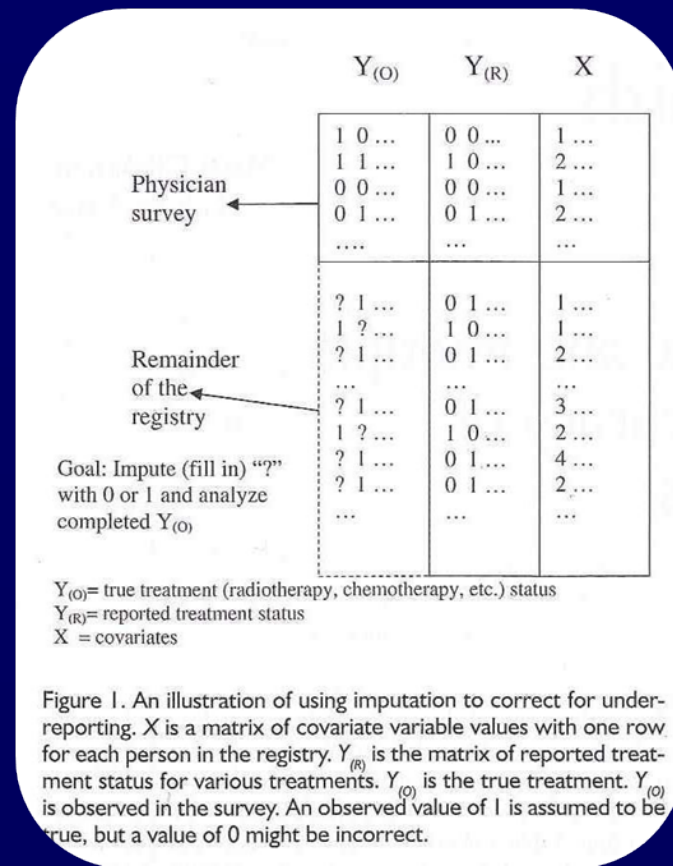 Y(O) Y(R) X
1 0... 0 0... 1 ...
1 1... 1 0... 2 ...
0 0... 0 0... 1 ...
0 1... 0 1... 2 ...
.... ... ...
Physician
survey
? 1 ... 0 1 ... 1 ...
1 ? ... 1 0 ... 1 ...
? 1 ... 0 1 ... 2 ...
... ... ...
? 1 ... 0 1 ... 3 ...
1 ? ... 1 0 ... 2 ...
? 1 ... 0 1 ... 4 ...
? 1 ... 0 1 ... 2 ...
... ... ...
Remainder
of the
registry
Goal: Impute (fill in) “?”
with 0 or 1 and analyze
completed Y(O)
Y(O)= true treatment (radiotherapy, chemotherapy, etc.) status
Y(R)= reported treatment status
X = covariates
Figure 1. An illustration of using imputation to correct for under-
reporting. X is a matrix of covariate variable values with one row
for each person in the registry. Y(R) is the matrix of reported treat-
ment status for various treatments. Y(O) is the true treatment. Y(O)
is observed in the survey. An observed value of 1 is assumed to be
true, but a value of 0 might be incorrect.